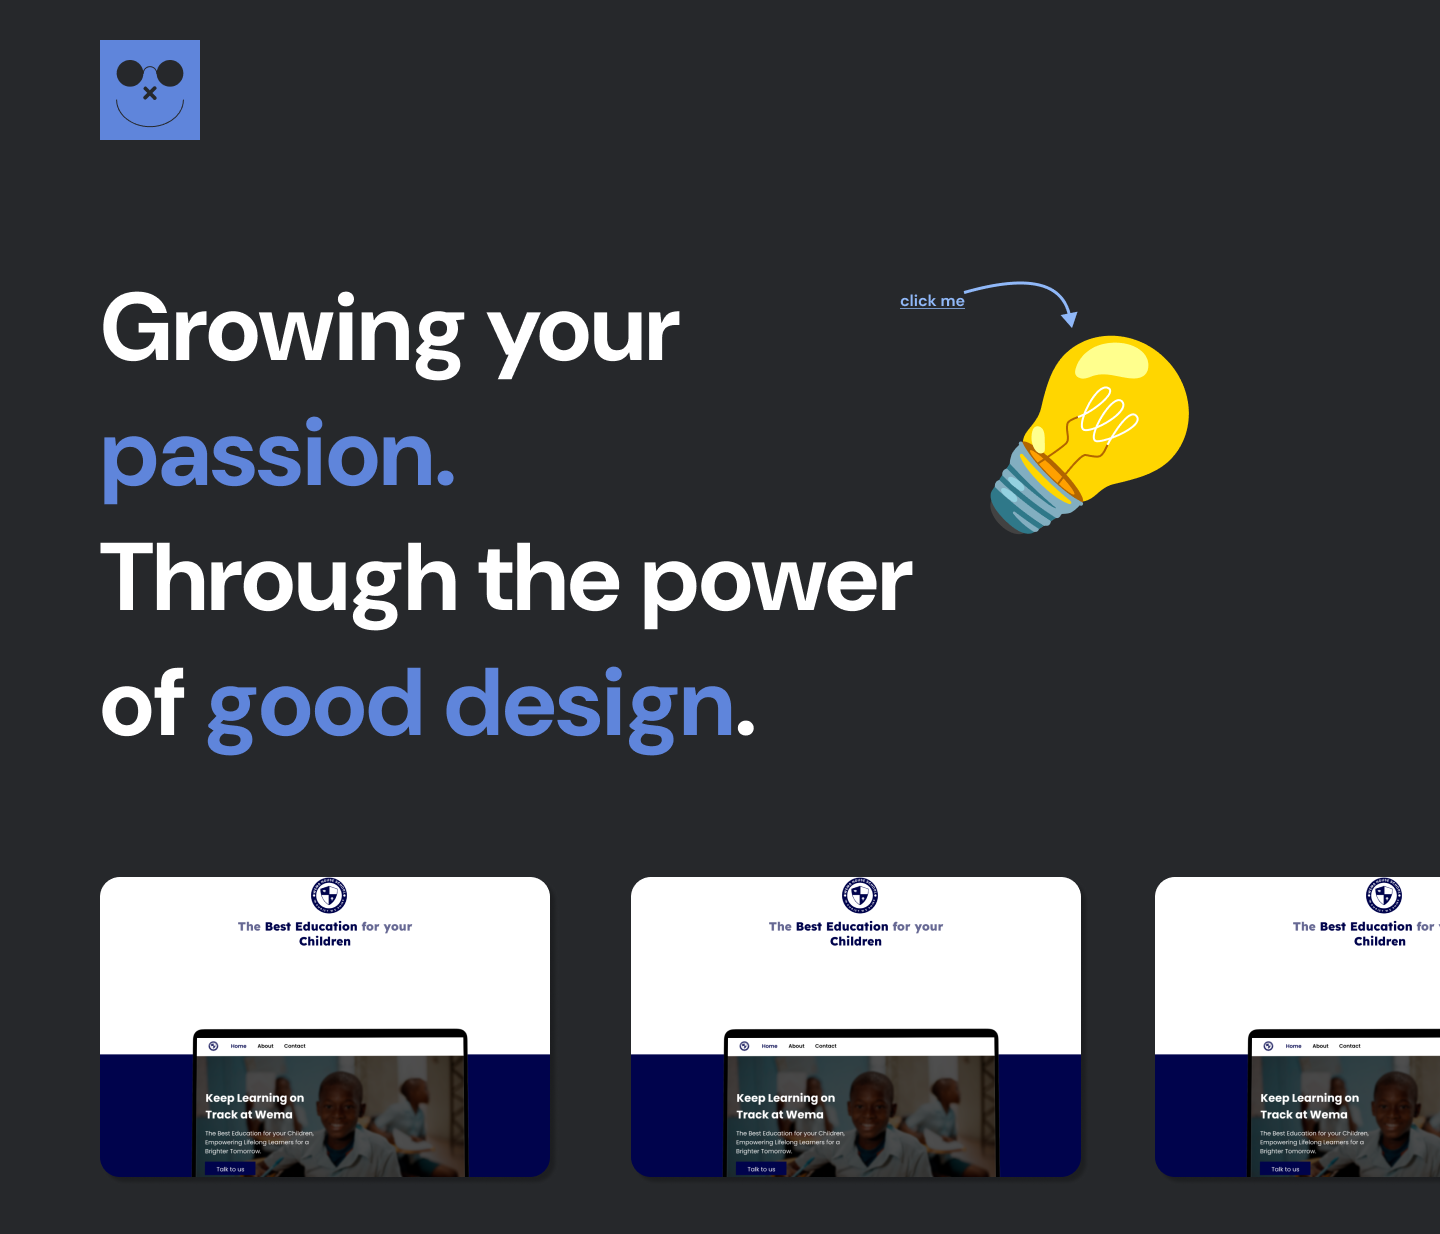 click me
Growing your
passion.
Through the power
of good design.
The Best Education for your
Children
Home About Contact
Keep Learning on
Track at Wema
The Best Education for your Children,
Empowering Lifelong Learners for a
Brighter Tomorrow.
Talk to us
The Best Education for your
Children
Home About Contact
Keep Learning on
Track at Wema
The Best Education for your Children,
Empowering Lifelong Learners for a
Brighter Tomorrow.
Talk to us
The Best Education for
Children
Home About Contact
Keep Learning on
Track at Wema
The Best Education for your Children,
Empowering Lifelong Learners for a
Brighter Tomorrow.
Talk to us